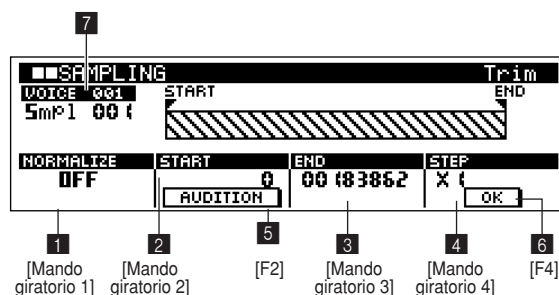 7
■■SAMPLING Trim
VOICE 001 START END
Smpl 001
NORMALIZE START END STEP
OFF 0 00183862 X1
AUDITION OK
1 2 5 3 4 6
[Mando giratorio 1] [Mando giratorio 2] [F2] [Mando giratorio 3] [Mando giratorio 4] [F4]